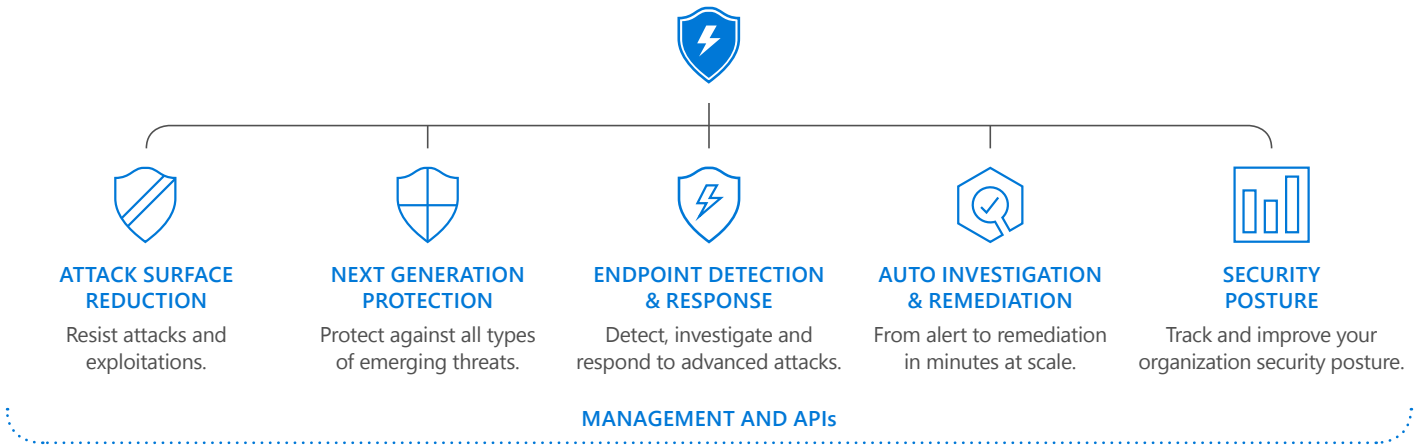 ATTACK SURFACE
REDUCTION
Resist attacks and
exploitations.
NEXT GENERATION
PROTECTION
Protect against all types
of emerging threats.
ENDPOINT DETECTION
& RESPONSE
Detect, investigate and
respond to advanced attacks.
AUTO INVESTIGATION
& REMEDIATION
From alert to remediation
in minutes at scale.
SECURITY
POSTURE
Track and improve your
organization security posture.
MANAGEMENT AND APIs